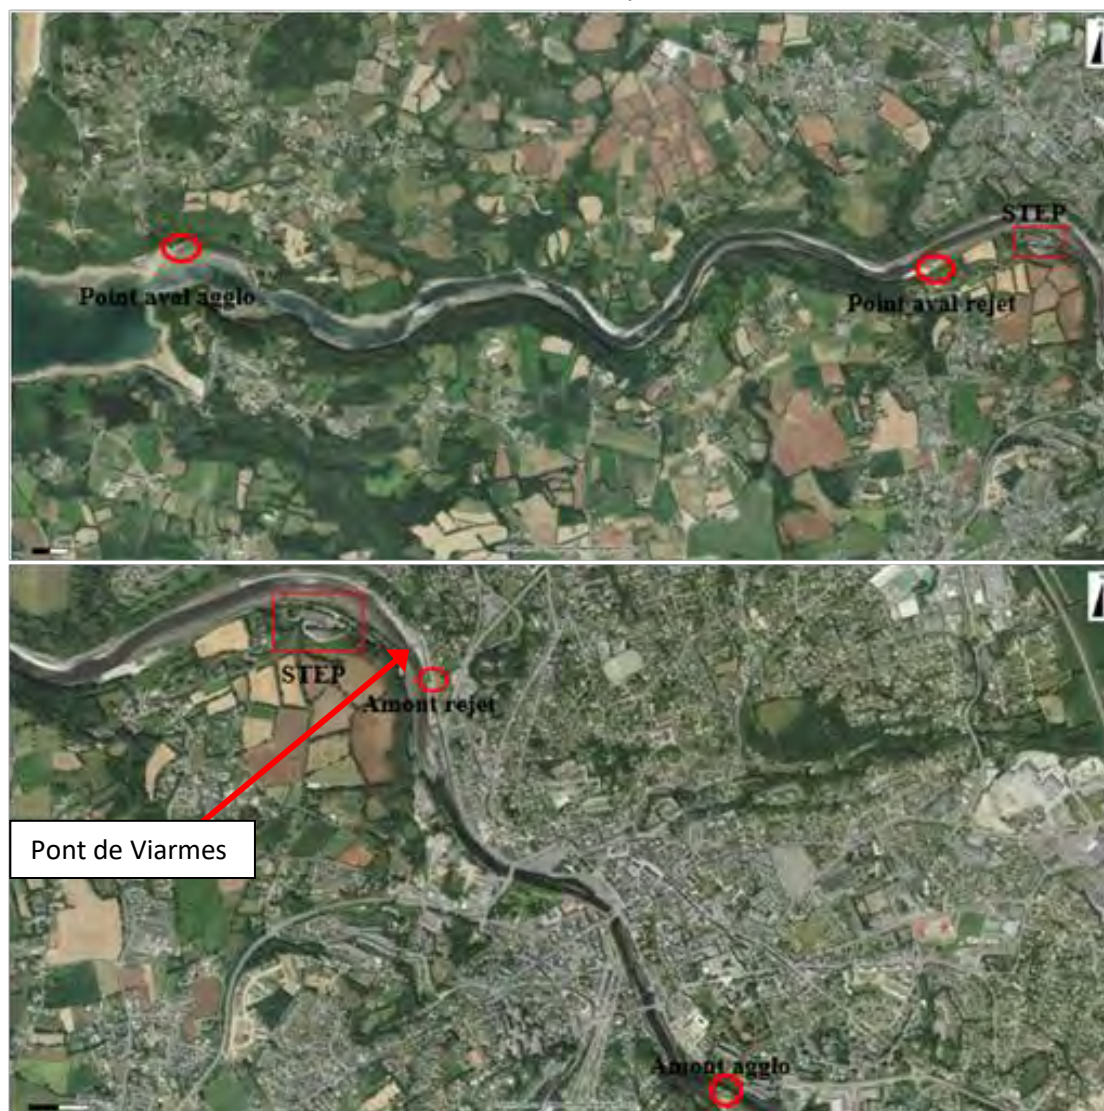 STEP
Point aval agglo
Point aval rejet
STEP
Amont rejet
Pont de Viarmes
Amont agglo